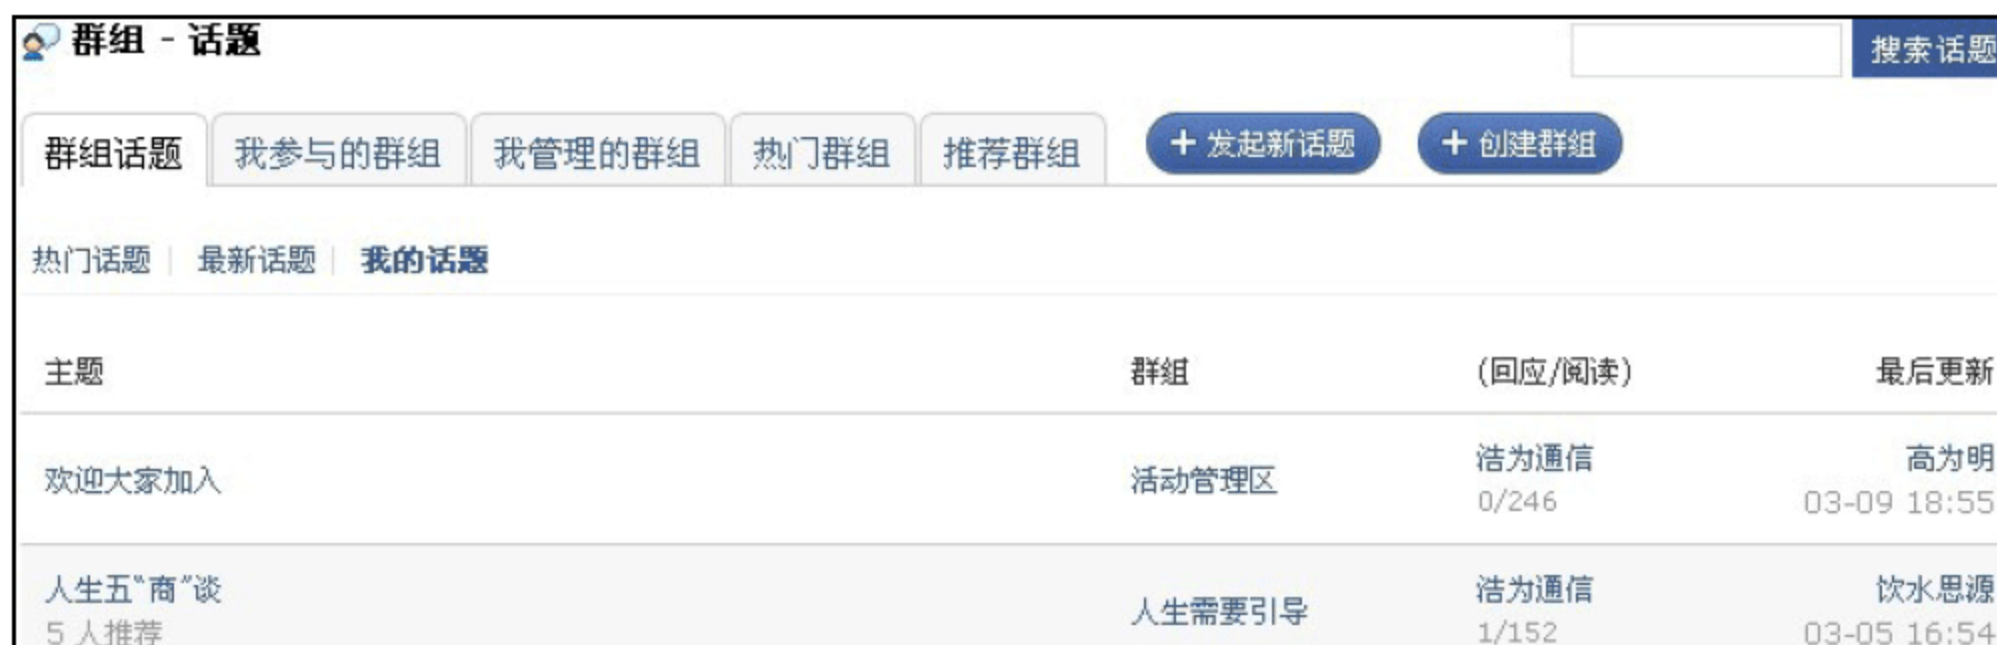 群组 - 话题
搜索话题
群组话题 我参与的群组 我管理的群组 热门群组 推荐群组 + 发起新话题 + 创建群组
热门话题 | 最新话题 | 我的话题
主题 群组 (回应/阅读) 最后更新
欢迎大家加入 活动管理区 浩为通信 高为明
0/246 03-09 18:55
人生五“商”谈 人生需要引导 浩为通信 饮水思源
5 人推荐 1/152 03-05 16:54